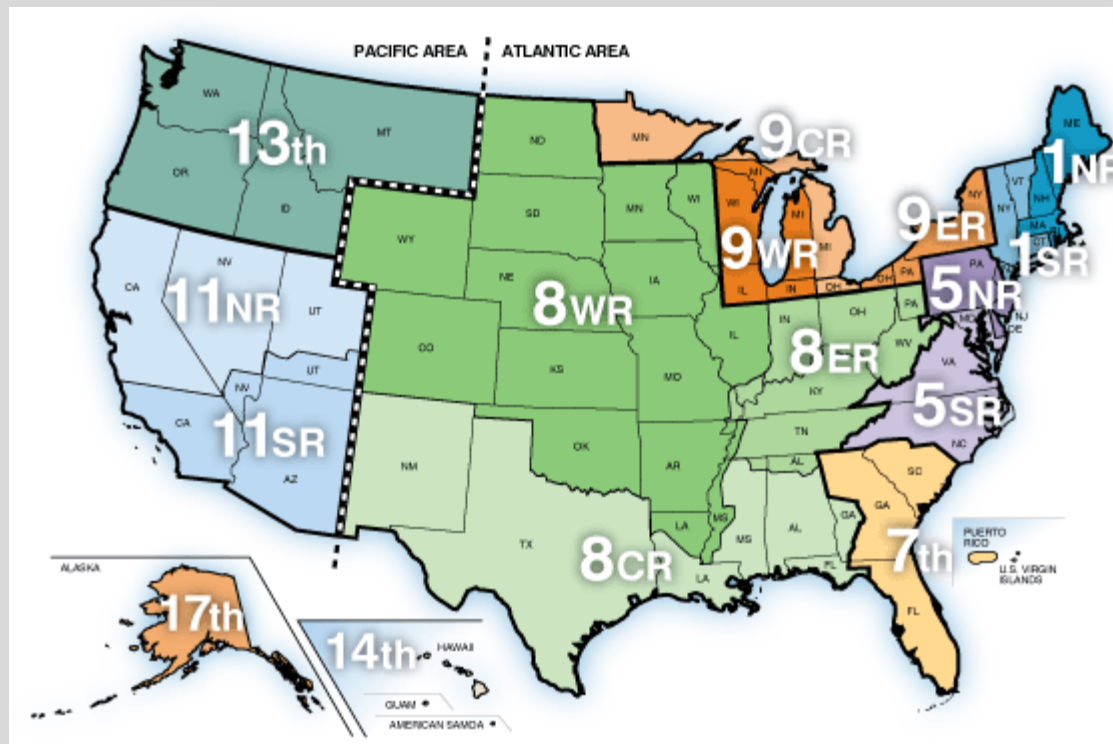 PACIFIC AREA
ATLANTIC AREA
WA
MT
OR
ID
13th
ND
MN
9CR
MI
ME
1NR
VT
NH
NY
MA
CT
1SR
NY
9ER
WY
SD
MN
WI
WI
MI
MI
9WR
IL
IN
OH
OH
PA
PA
5NR
NJ
MD
DE
CA
NV
UT
11NR
NE
IA
8WR
IL
IN
OH
PA
WV
8ER
VA
5SR
CO
KS
MO
KY
NV
UT
CA
11SR
AZ
NM
OK
AR
TN
NC
AL
SC
GA
TX
8CR
LA
MS
MS
AL
GA
LA
FL
7th
FL
PUERTO
RICO
U.S. VIRGIN
ISLANDS
ALASKA
17th
14th
HAWAII
GUAM
AMERICAN SAMOA